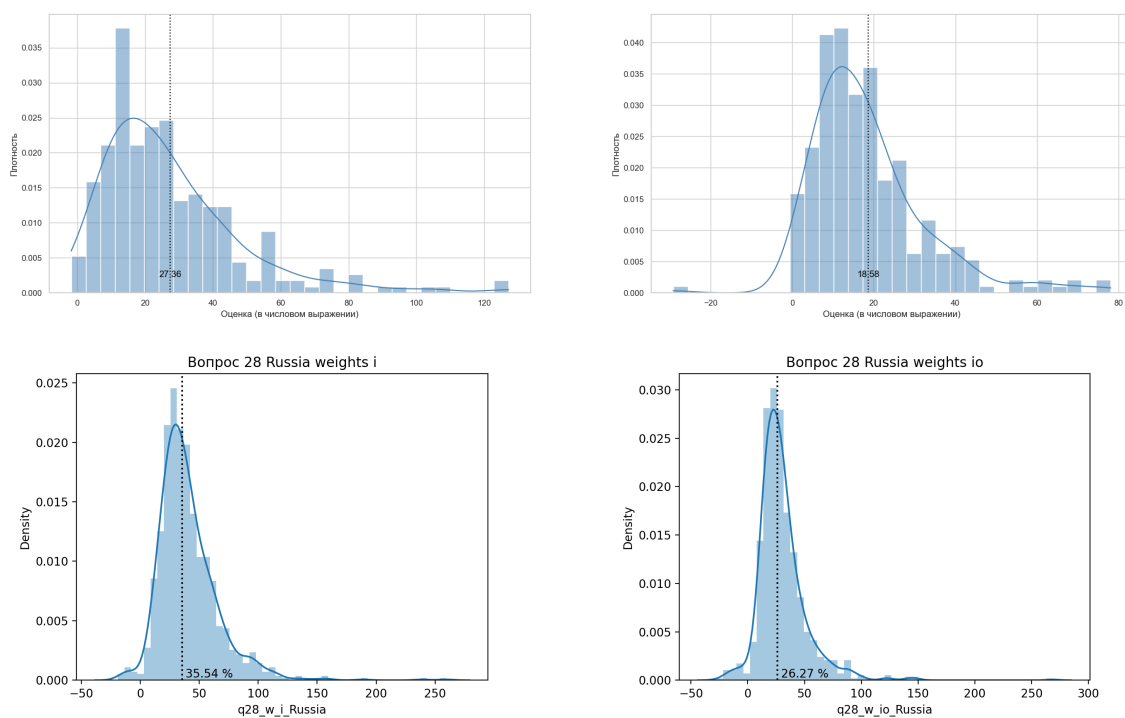 0.035
0.030
0.025
0.020
0.015
0.010
0.005
0.000
Плотность
27.36
0 20 40 60 80 100 120
Оценка (в числовом выражении)
0.040
0.035
0.030
0.025
0.020
0.015
0.010
0.005
0.000
Плотность
18.58
−20 0 20 40 60 80
Оценка (в числовом выражении)
Вопрос 28 Russia weights i
0.025
0.020
0.015
0.010
0.005
0.000
Density
35.54 %
−50 0 50 100 150 200 250
q28_w_i_Russia
Вопрос 28 Russia weights io
0.030
0.025
0.020
0.015
0.010
0.005
0.000
Density
26.27 %
−50 0 50 100 150 200 250 300
q28_w_io_Russia